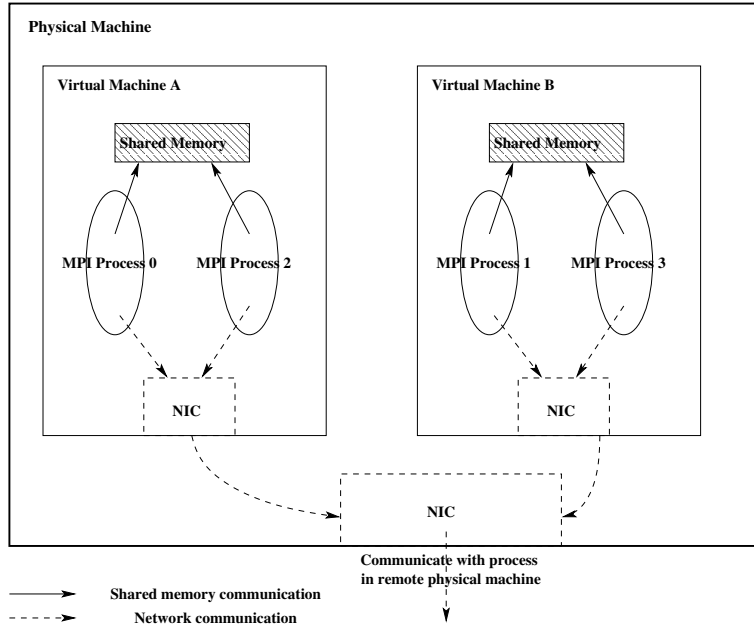 Physical Machine
Virtual Machine A
Virtual Machine B
Shared Memory
Shared Memory
MPI Process 0
MPI Process 2
MPI Process 1
MPI Process 3
NIC
NIC
NIC
Communicate with process
in remote physical machine
Shared memory communication
Network communication